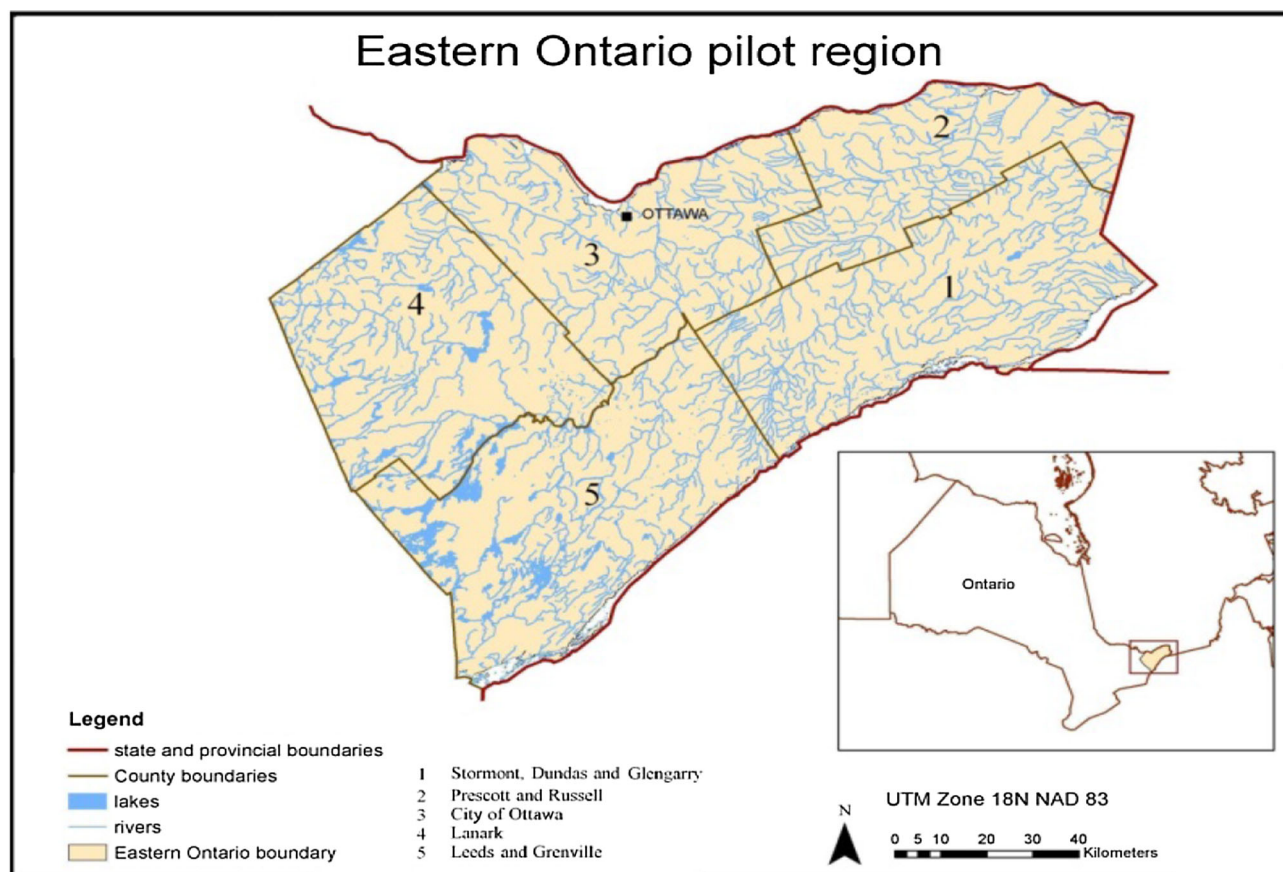 Eastern Ontario pilot region
2
OTTAWA
3
1
4
5
Ontario
Legend
state and provincial boundaries
County boundaries
lakes
rivers
Eastern Ontario boundary
1 Stormont, Dundas and Glengarry
2 Prescott and Russell
3 City of Ottawa
4 Lanark
5 Leeds and Grenville
N
UTM Zone 18N NAD 83
0 5 10 20 30 40
Kilometers